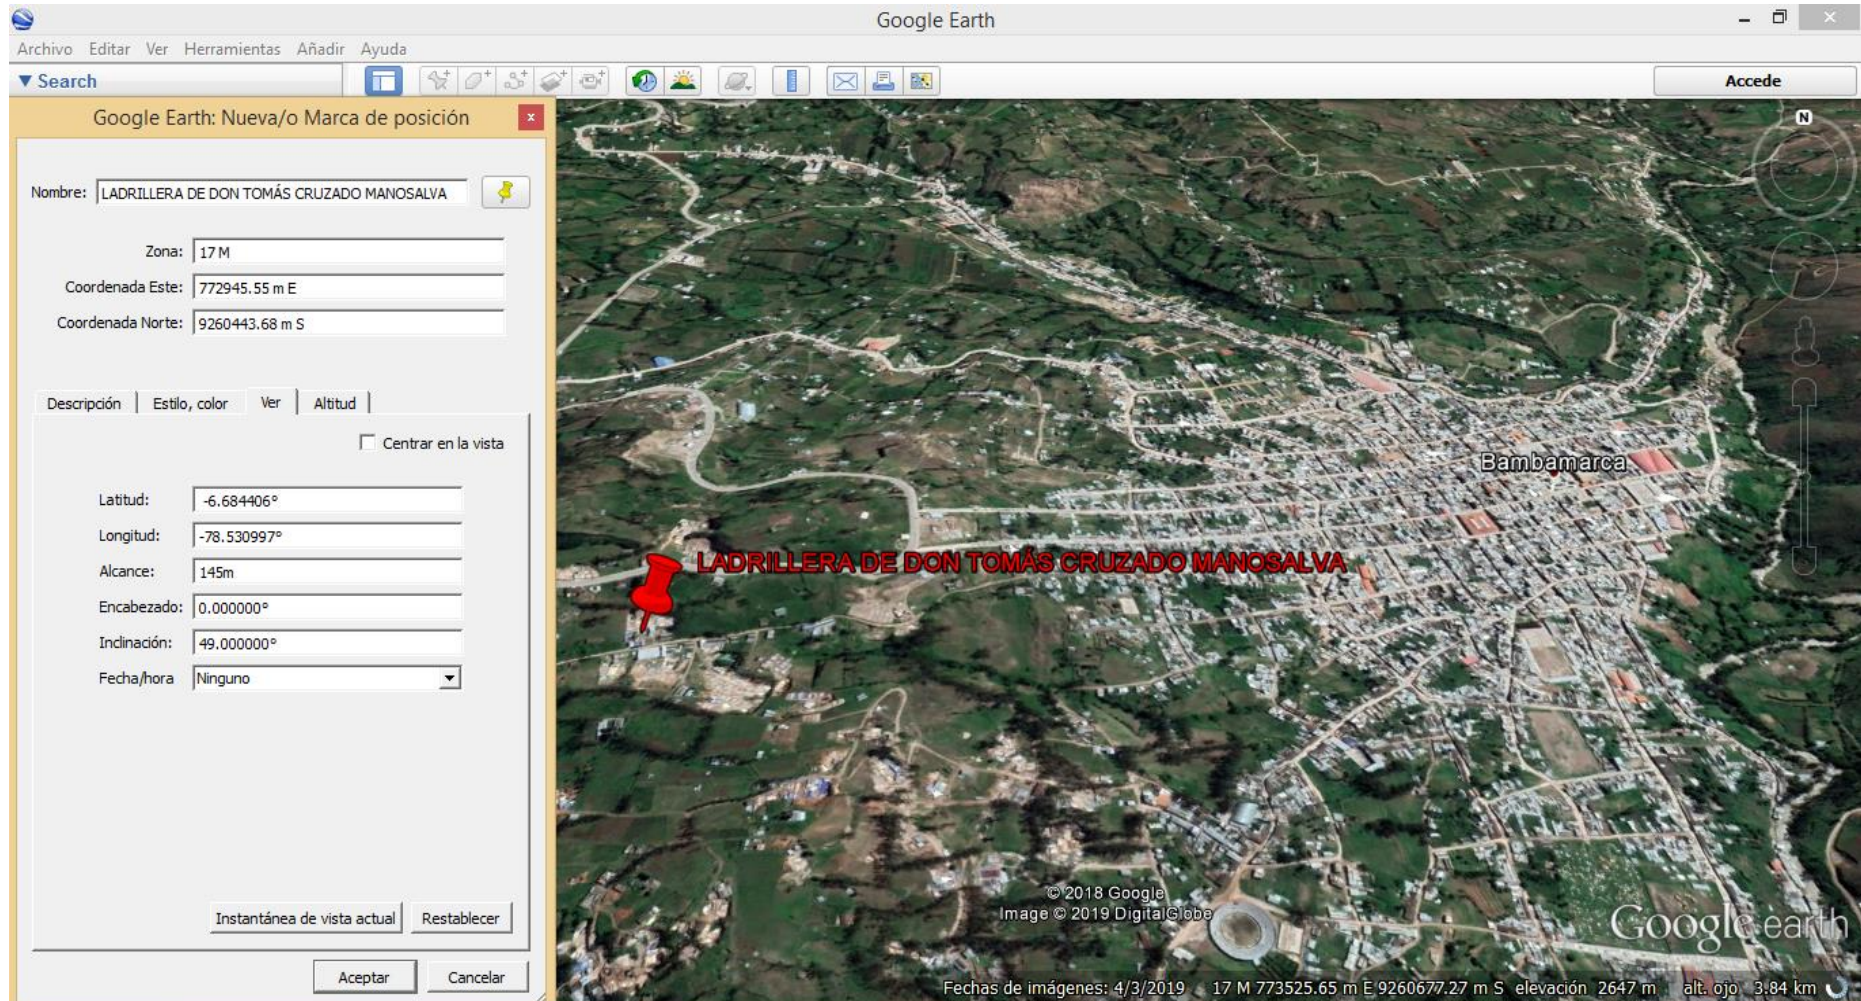 Google Earth
Archivo Editar Ver Herramientas Añadir Ayuda
Search
Accede
Google Earth: Nueva/o Marca de posición
Nombre: LADRILLERA DE DON TOMÁS CRUZADO MANOSALVA
Zona: 17 M
Coordenada Este: 772945.55 m E
Coordenada Norte: 9260443.68 m S
Descripción Estilo, color Ver Altitud
Centrar en la vista
Latitud: -6.684406°
Longitud: -78.530997°
Alcance: 145m
Encabezado: 0.000000°
Inclinación: 49.000000°
Fecha/hora Ninguno
Instantánea de vista actual Restablecer
Aceptar Cancelar
N
Bambamarca
LADRILLERA DE DON TOMÁS CRUZADO MANOSALVA
© 2018 Google
Image © 2019 DigitalGlobe
Google earth
Fechas de imágenes: 4/3/2019 17 M 773525.65 m E 9260677.27 m S elevación 2647 m alt. ojo 3.84 km